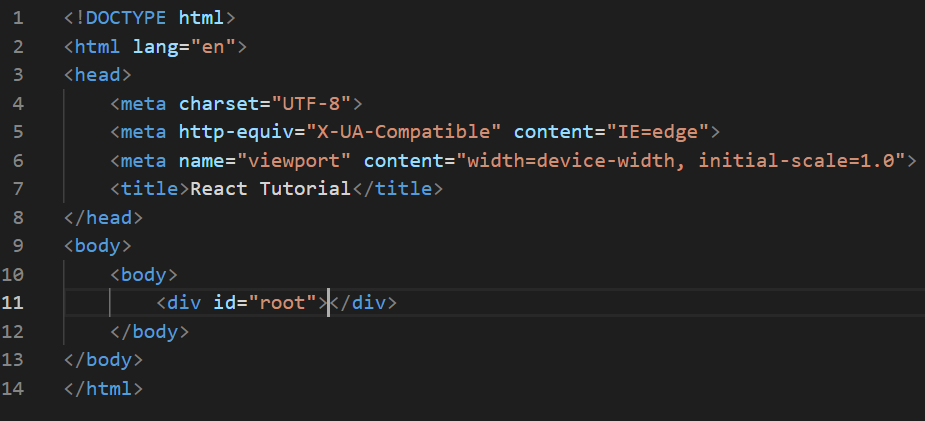 1 <!DOCTYPE html>
2 <html lang="en">
3 <head>
4     <meta charset="UTF-8">
5     <meta http-equiv="X-UA-Compatible" content="IE=edge">
6     <meta name="viewport" content="width=device-width, initial-scale=1.0">
7     <title>React Tutorial</title>
8 </head>
9 <body>
10     <body>
11         <div id="root"></div>
12     </body>
13 </body>
14 </html>